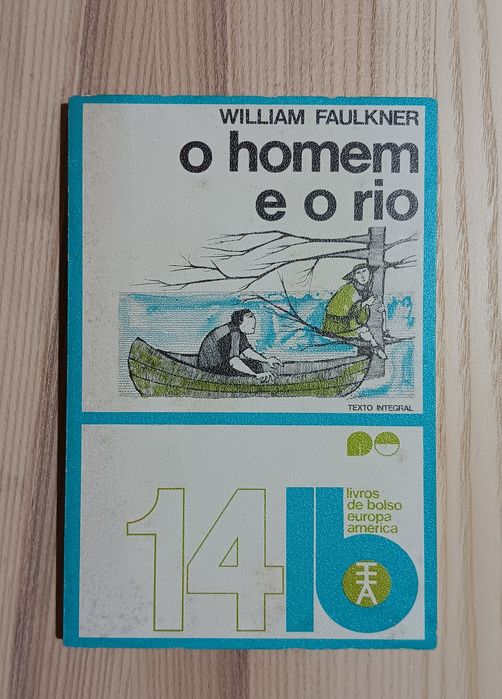 WILLIAM FAULKNER
o homem
e o rio
TEXTO INTEGRAL
14
lb
livros
de bolso
europa
america